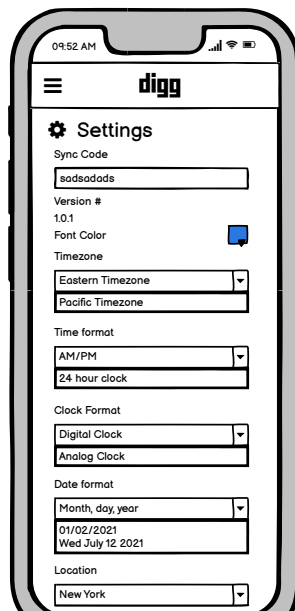 09:52 AM
digg
Settings
Sync Code
sadsadads
Version #
1.0.1
Font Color
Timezone
Eastern Timezone
Pacific Timezone
Time format
AM/PM
24 hour clock
Clock Format
Digital Clock
Analog Clock
Date format
Month, day, year
01/02/2021
Wed July 12 2021
Location
New York